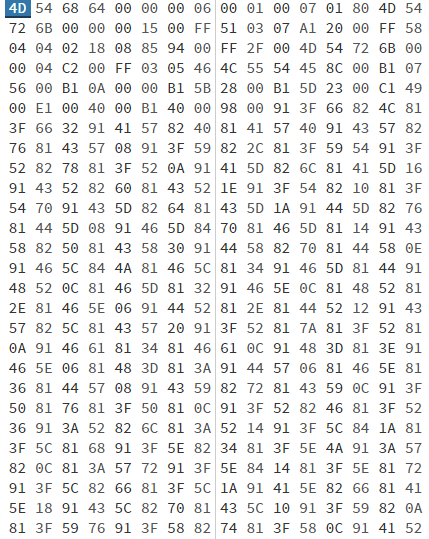 4D 54 68 64 00 00 00 06 00 01 00 07 01 80 4D 54
72 6B 00 00 00 15 00 FF 51 03 07 A1 20 00 FF 58
04 04 02 18 08 85 94 00 FF 2F 00 4D 54 72 6B 00
00 04 C2 00 FF 03 05 46 4C 55 54 45 8C 00 B1 07
56 00 B1 0A 00 00 B1 5B 28 00 B1 5D 23 00 C1 49
00 E1 00 40 00 B1 40 00 98 00 91 3F 66 82 4C 81
3F 66 32 91 41 57 82 40 81 41 57 40 91 43 57 82
76 81 43 57 08 91 3F 59 82 2C 81 3F 59 54 91 3F
52 82 78 81 3F 52 0A 91 41 5D 82 6C 81 41 5D 16
91 43 52 82 60 81 43 52 1E 91 3F 54 82 10 81 3F
54 70 91 43 5D 82 64 81 43 5D 1A 91 44 5D 82 76
81 44 5D 08 91 46 5D 84 70 81 46 5D 81 14 91 43
58 82 50 81 43 58 30 91 44 58 82 70 81 44 58 0E
91 46 5C 84 4A 81 46 5C 81 34 91 46 5D 81 44 91
48 52 0C 81 46 5D 81 32 91 46 5E 0C 81 48 52 81
2E 81 46 5E 06 91 44 52 81 2E 81 44 52 12 91 43
57 82 5C 81 43 57 20 91 3F 52 81 7A 81 3F 52 81
0A 91 46 61 81 34 81 46 61 0C 91 48 3D 81 3E 91
46 5E 06 81 48 3D 81 3A 91 44 57 06 81 46 5E 81
36 81 44 57 08 91 43 59 82 72 81 43 59 0C 91 3F
50 81 76 81 3F 50 81 0C 91 3F 52 82 46 81 3F 52
36 91 3A 52 82 6C 81 3A 52 14 91 3F 5C 84 1A 81
3F 5C 81 68 91 3F 5E 82 34 81 3F 5E 4A 91 3A 57
82 0C 81 3A 57 72 91 3F 5E 84 14 81 3F 5E 81 72
91 3F 5C 82 66 81 3F 5C 1A 91 41 5E 82 66 81 41
5E 18 91 43 5C 82 70 81 43 5C 10 91 3F 59 82 0A
81 3F 59 76 91 3F 58 82 74 81 3F 58 0C 91 41 52